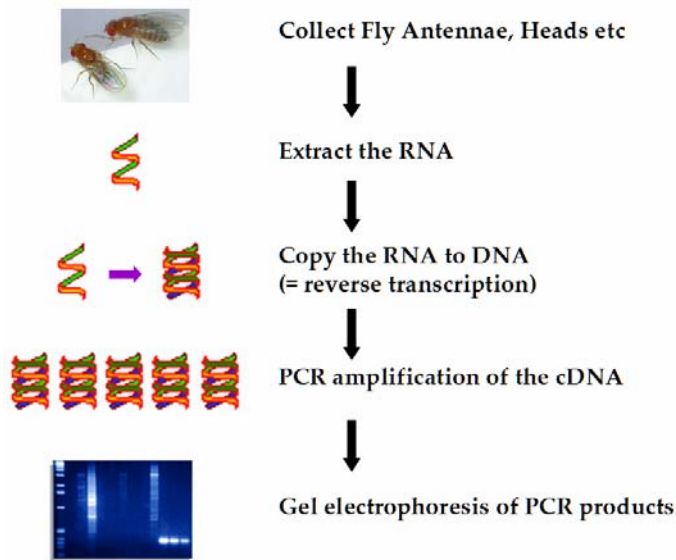 Collect Fly Antennae, Heads etc
Extract the RNA
Copy the RNA to DNA
(= reverse transcription)
PCR amplification of the cDNA
Gel electrophoresis of PCR products